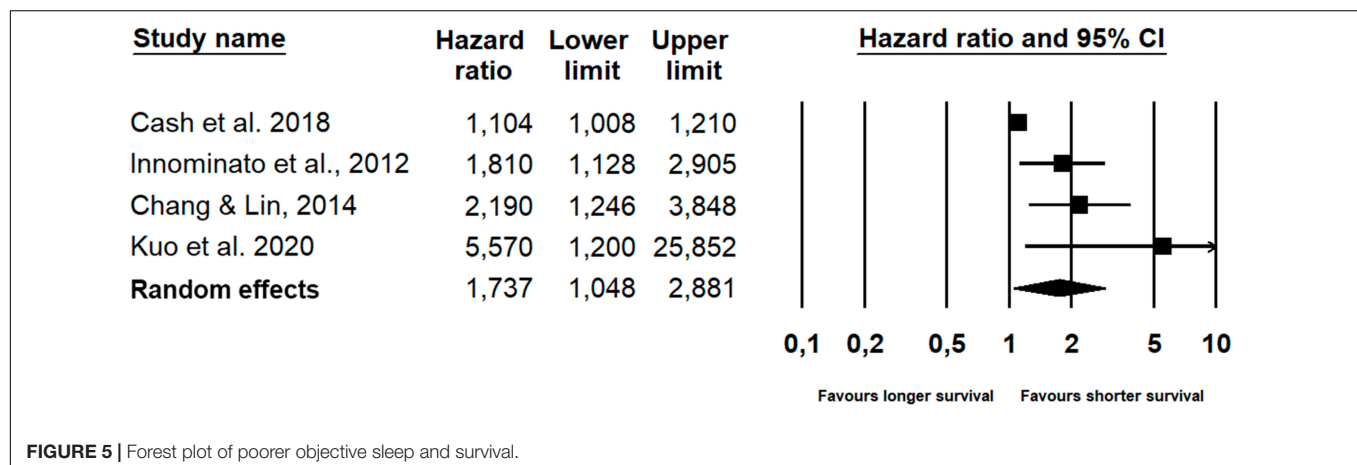 Study name Hazard ratio Lower limit Upper limit Hazard ratio and 95% CI
Cash et al. 2018 1,104 1,008 1,210
Innominato et al., 2012 1,810 1,128 2,905
Chang & Lin, 2014 2,190 1,246 3,848
Kuo et al. 2020 5,570 1,200 25,852
Random effects 1,737 1,048 2,881
0,1 0,2 0,5 1 2 5 10
Favours longer survival Favours shorter survival
FIGURE 5 | Forest plot of poorer objective sleep and survival.